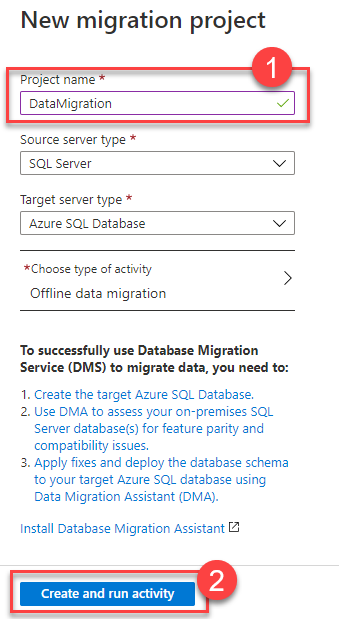 New migration project
1
Project name *
DataMigration
Source server type *
SQL Server
Target server type *
Azure SQL Database
*Choose type of activity
Offline data migration
To successfully use Database Migration
Service (DMS) to migrate data, you need to:
1. Create the target Azure SQL Database.
2. Use DMA to assess your on-premises SQL
Server database(s) for feature parity and
compatibility issues.
3. Apply fixes and deploy the database schema
to your target Azure SQL database using
Data Migration Assistant (DMA).
Install Database Migration Assistant
2
Create and run activity